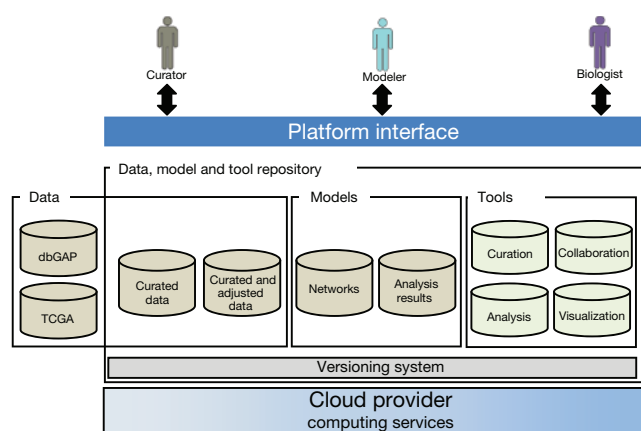 Curator
Modeler
Biologist
Platform interface
Data, model and tool repository
Data
Models
Tools
dbGAP
TCGA
Curated
data
Curated and
adjusted
data
Networks
Analysis
results
Curation
Collaboration
Analysis
Visualization
Versioning system
Cloud provider
computing services